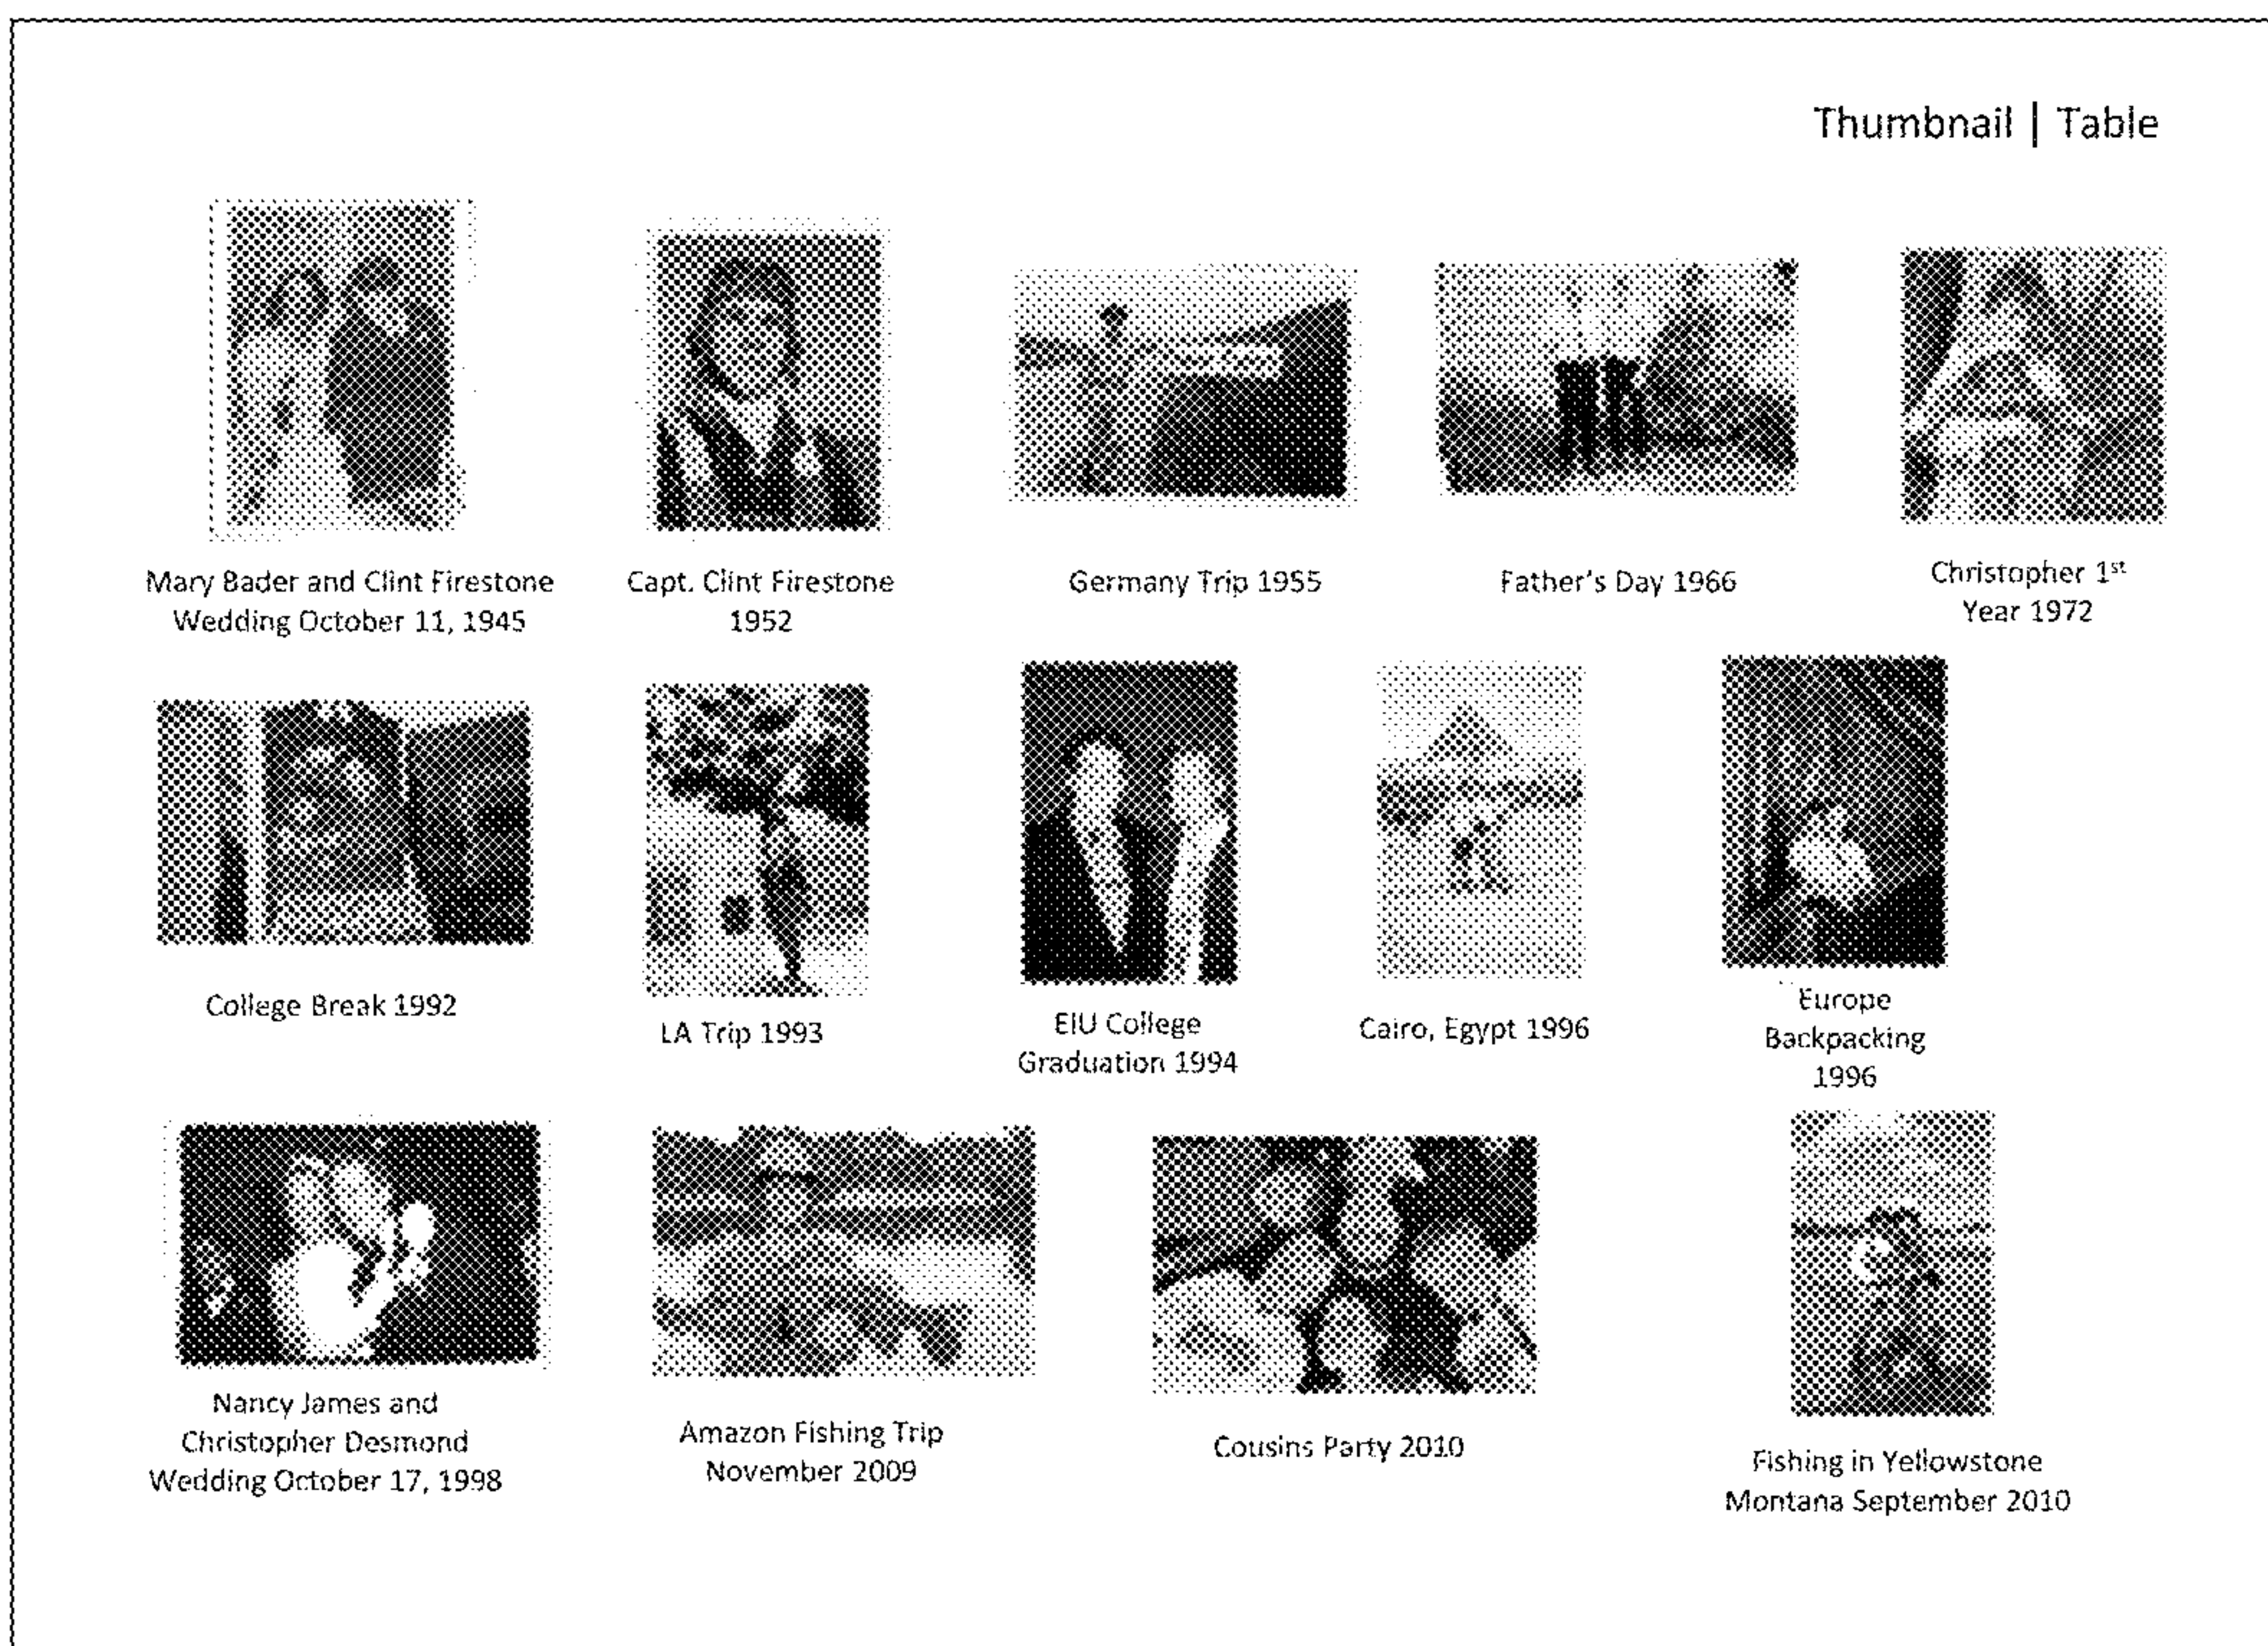 Thumbnail | Table
Mary Bader and Clint Firestone
Wedding October 11, 1945
Capt. Clint Firestone
1952
Germany Trip 1955
Father's Day 1966
Christopher 1st
Year 1972
College Break 1992
LA Trip 1993
EIU College
Graduation 1994
Cairo, Egypt 1996
Europe
Backpacking
1996
Nancy James and
Christopher Desmond
Wedding October 17, 1998
Amazon Fishing Trip
November 2009
Cousins Party 2010
Fishing in Yellowstone
Montana September 2010